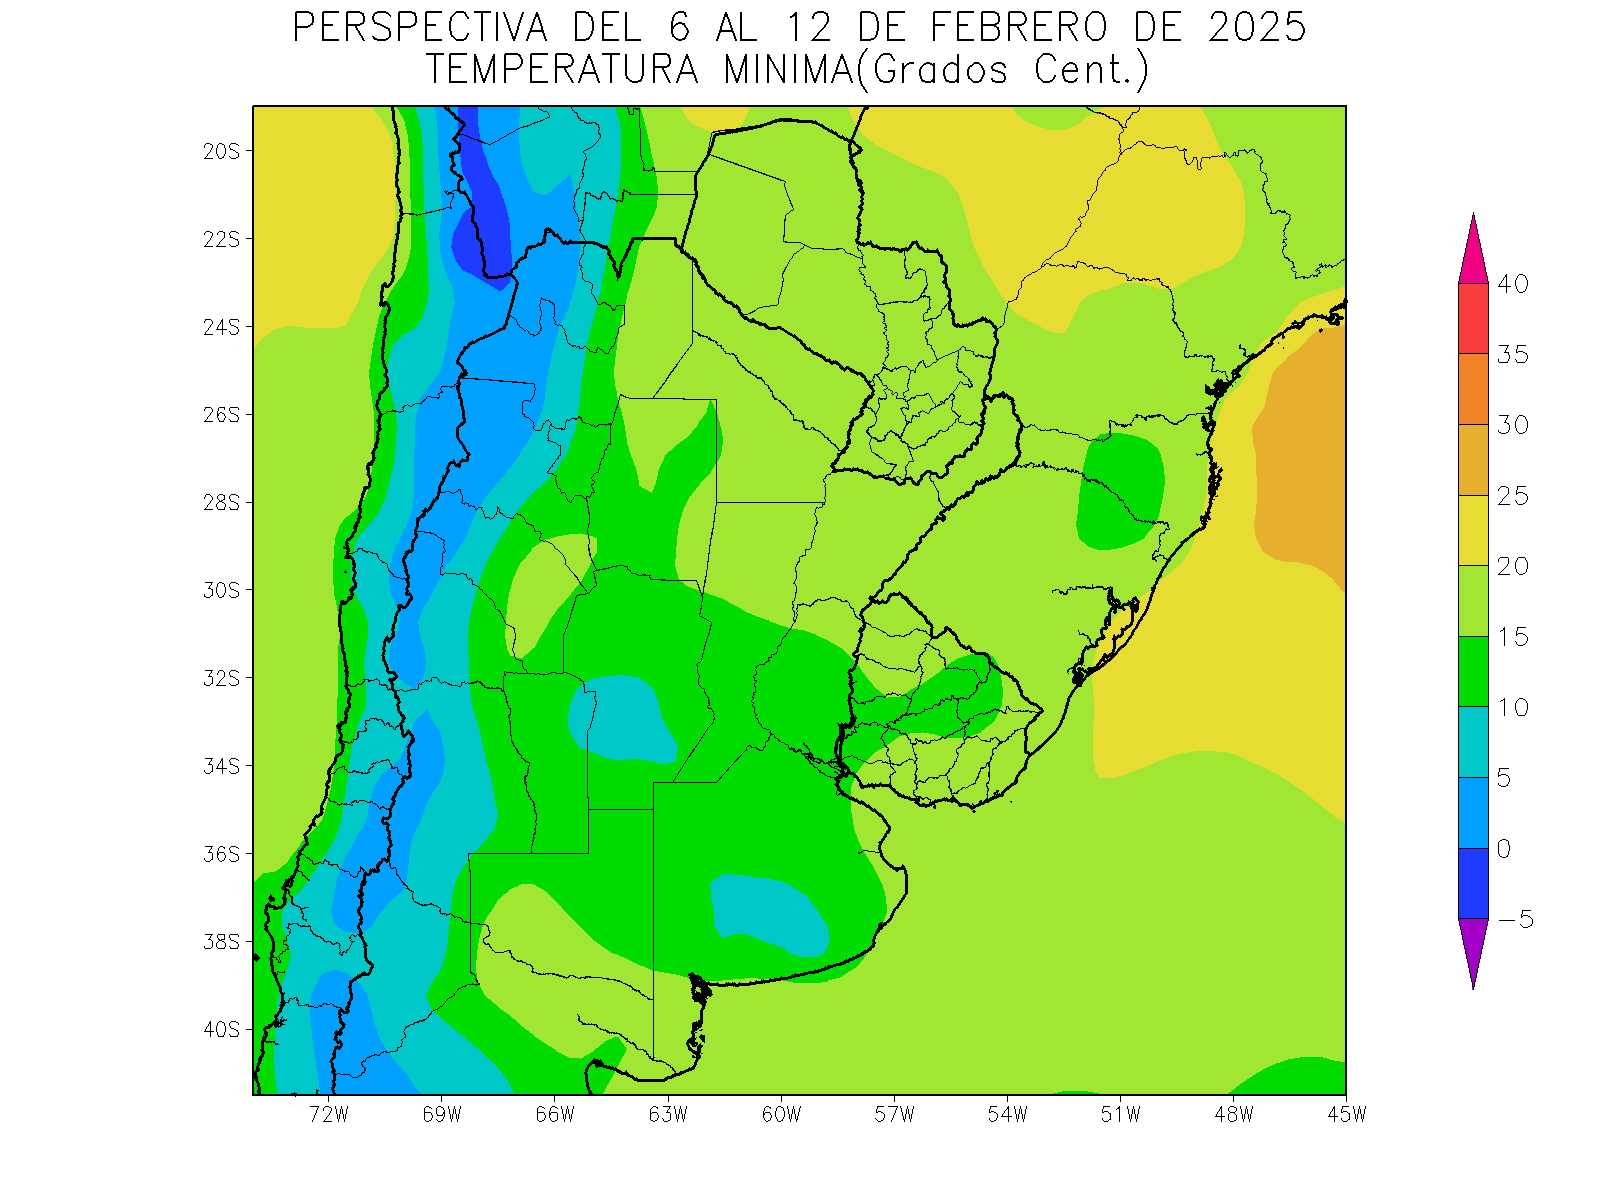 PERSPECTIVA DEL 6 AL 12 DE FEBRERO DE 2025
TEMPERATURA MINIMA(Grados Cent.)
20S
22S
24S
26S
28S
30S
32S
34S
36S
38S
40S
72W 69W 66W 63W 60W 57W 54W 51W 48W 45W
40
35
30
25
20
15
10
5
0
−5